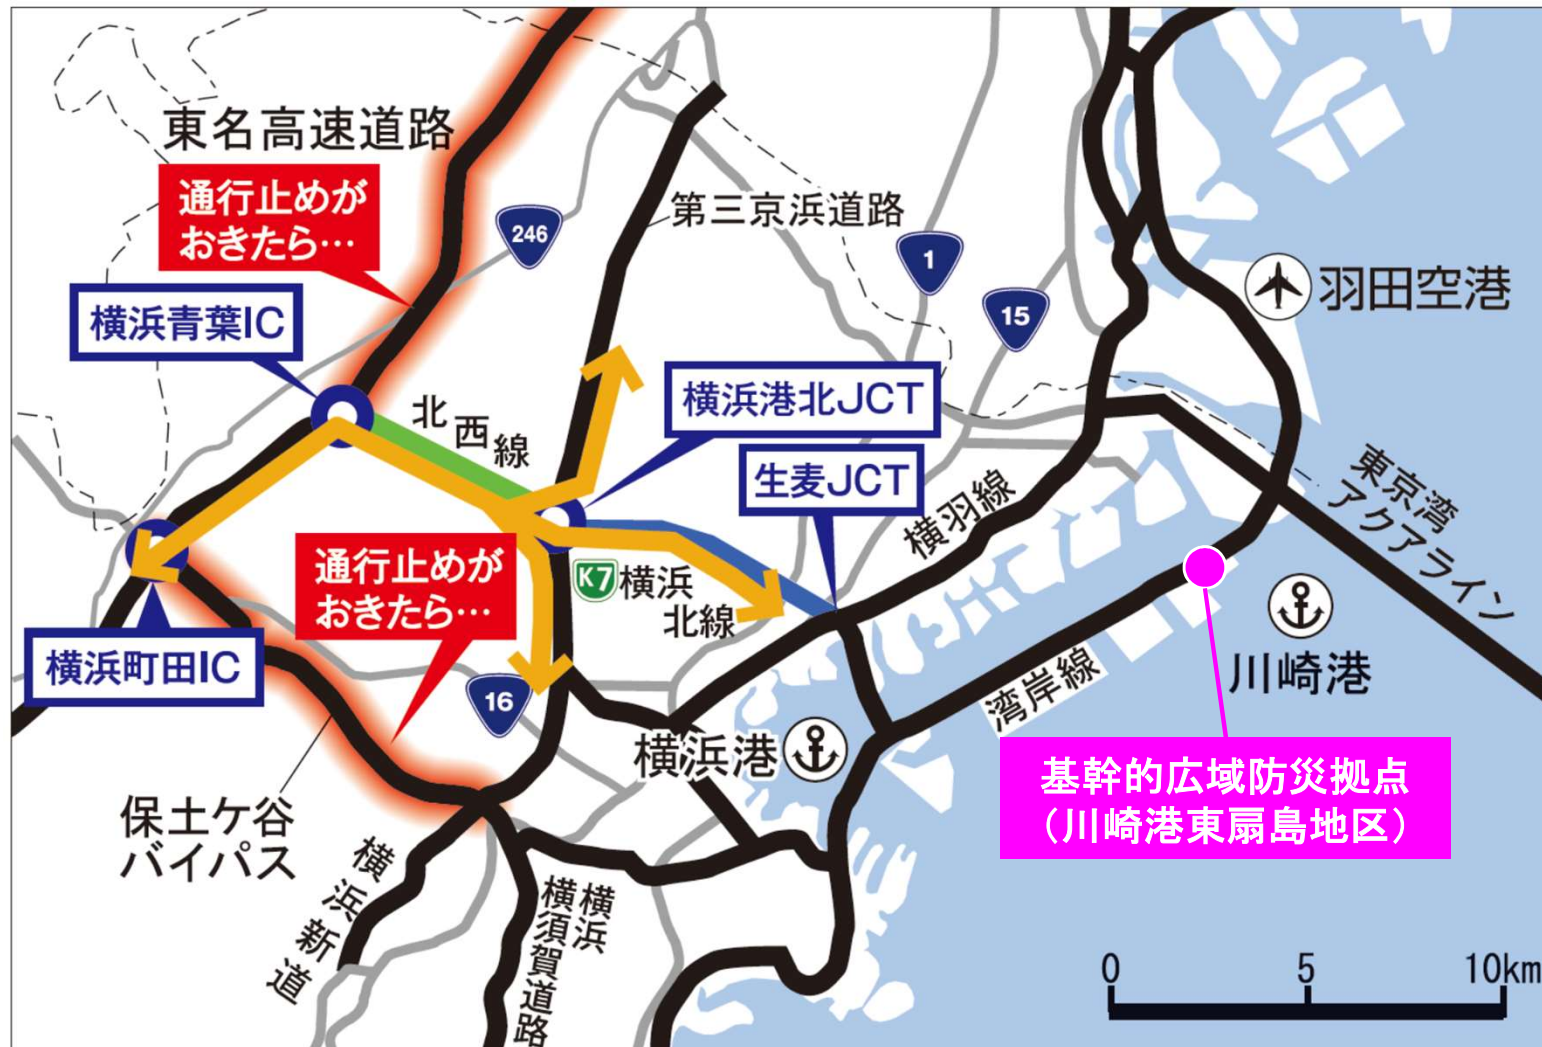 東名高速道路
通行止めが
おきたら…
246
第三京浜道路
1
15
羽田空港
横浜青葉IC
北西線
横浜港北JCT
生麦JCT
横羽線
東京湾
アクアライン
通行止めが
おきたら…
K7
横浜
北線
横浜町田IC
16
川崎港
湾岸線
横浜港
基幹的広域防災拠点
（川崎港東扇島地区）
保土ケ谷
バイパス
横浜新道
横浜
横須賀道路
0 5 10km